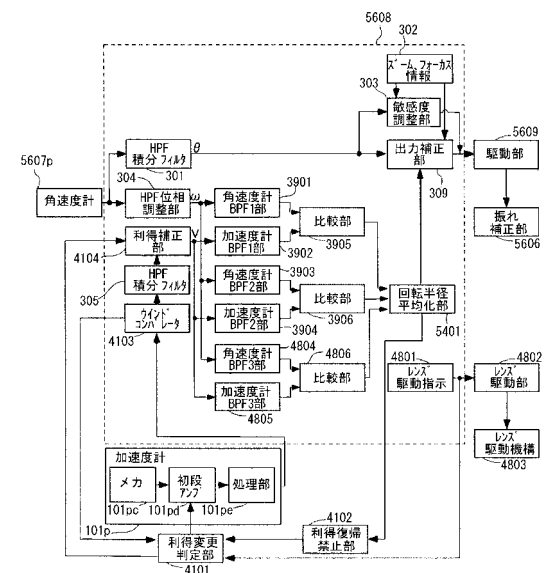 5608
302
ズーム、フォーカス
情報
303
敏感度
調整部
HPF
積分フィルタ
θ
301
出力補正
部
309
5609
駆動部
5607p
角速度計
304
HPF位相
調整部
ω
角速度計
BPF1部
3901
振れ
補正部
5606
利得補正
部
4104
V
加速度計
BPF1部
3902
比較部
3905
HPF
積分フィルタ
305
角速度計
BPF2部
3903
比較部
3906
回転半径
平均化部
5401
ウインドウ
コンパレータ
4103
加速度計
BPF2部
3904
角速度計
BPF3部
4804
4806
比較部
4801
レンズ
駆動指示
4802
レンズ
駆動部
加速度計
BPF3部
4805
レンズ
駆動機構
4803
加速度計
メカ
初段
アンプ
処理部
101pc
101pd
101pe
101p
4102
利得復帰
禁止部
利得変更
判定部
4101